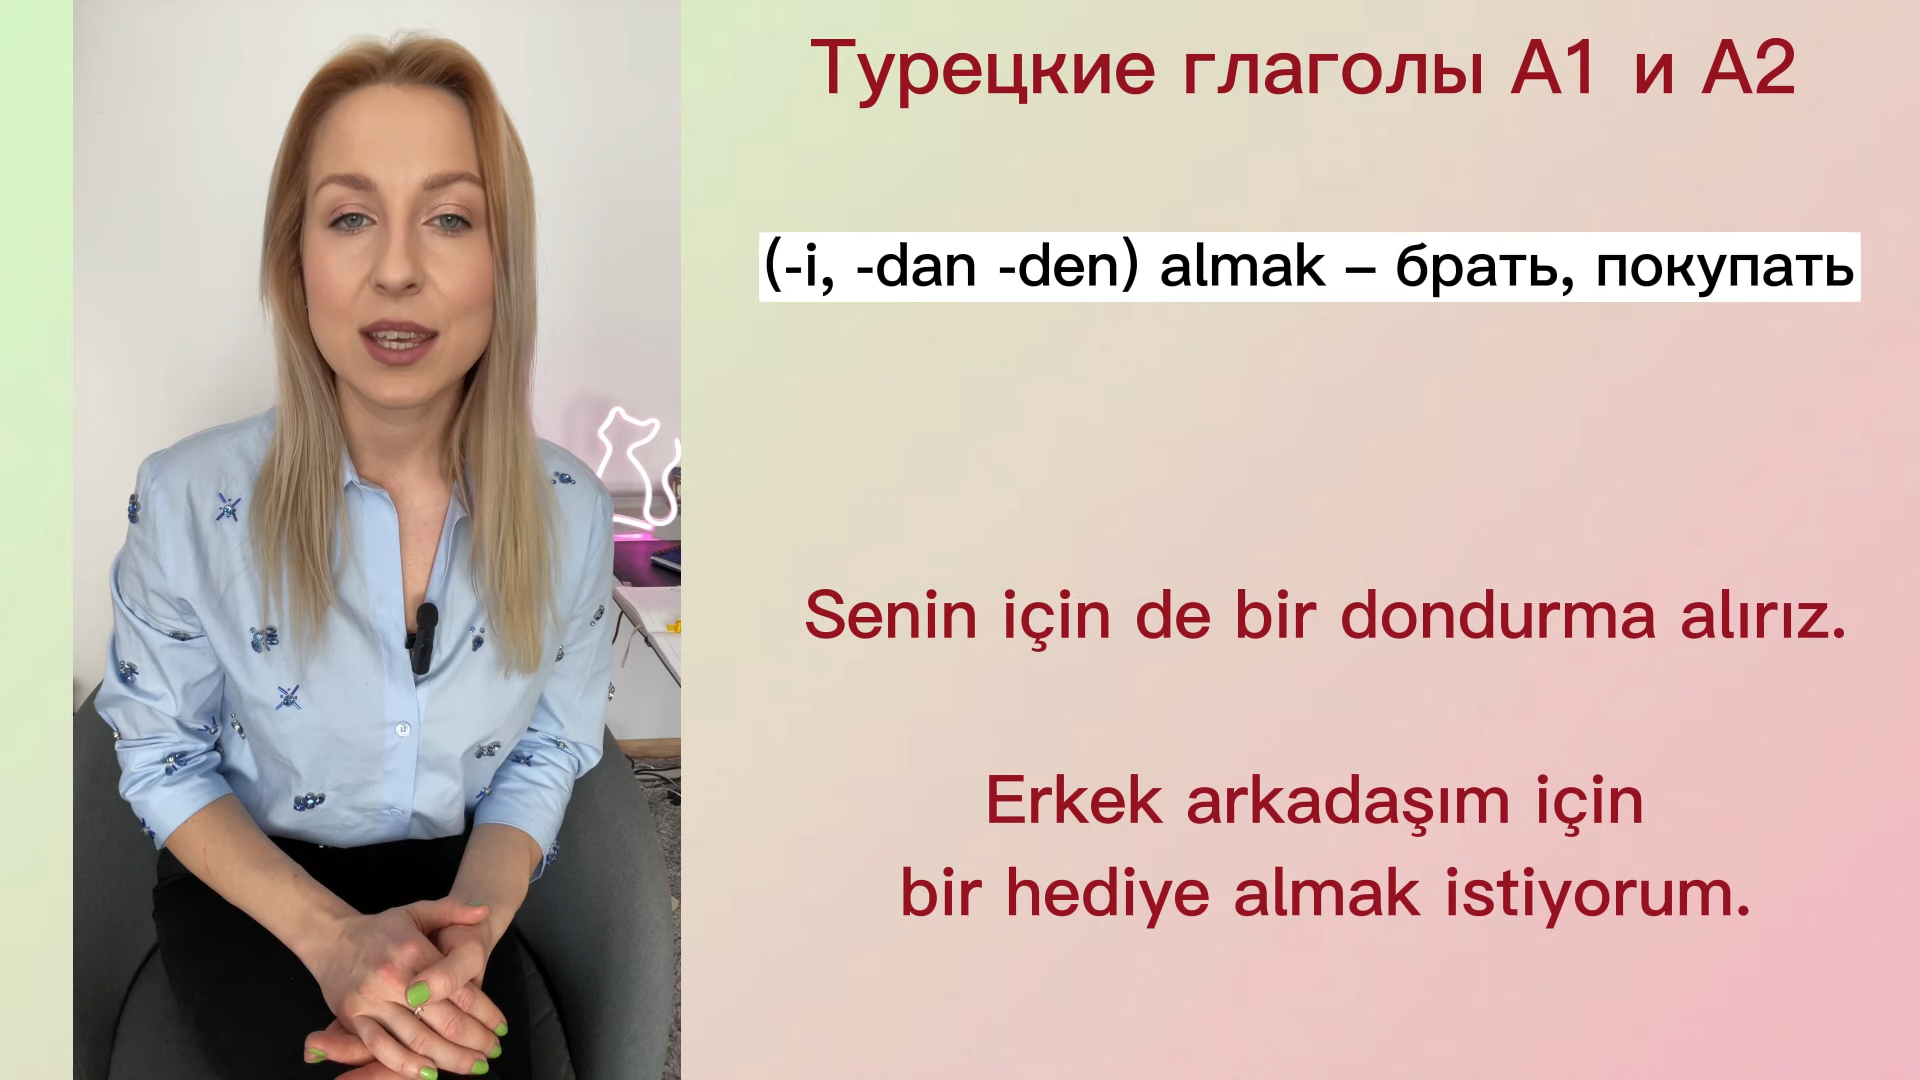 Турецкие глаголы А1 и А2
(-i, -dan -den) almak – брать, покупать
Senin için de bir dondurma alırız.
Erkek arkadaşım için
bir hediye almak istiyorum.